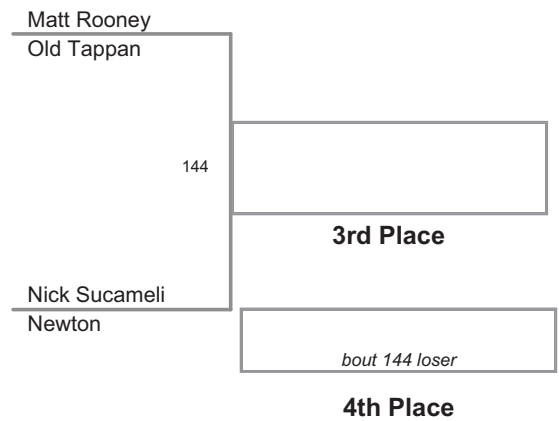 Matt Rooney
Old Tappan
144
3rd Place
Nick Sucameli
Newton
bout 144 loser
4th Place